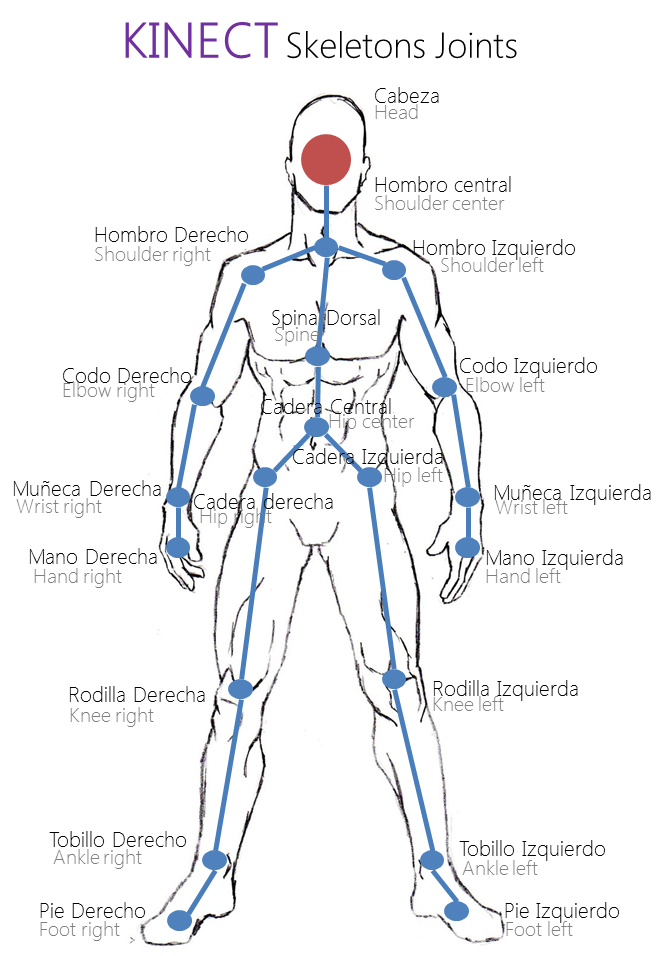 KINECT Skeletons Joints
Cabeza
Head
Hombro central
Shoulder center
Hombro Derecho
Shoulder right
Hombro Izquierdo
Shoulder left
Spina Dorsal
Spine
Codo Derecho
Elbow right
Codo Izquierdo
Elbow left
Cadera Central
Hip center
Cadera Izquierda
Hip left
Muñeca Derecha
Wrist right
Cadera derecha
Hip right
Muñeca Izquierda
Wrist left
Mano Derecha
Hand right
Mano Izquierda
Hand left
Rodilla Derecha
Knee right
Rodilla Izquierda
Knee left
Tobillo Derecho
Ankle right
Tobillo Izquierdo
Ankle left
Pie Derecho
Foot right
Pie Izquierdo
Foot left